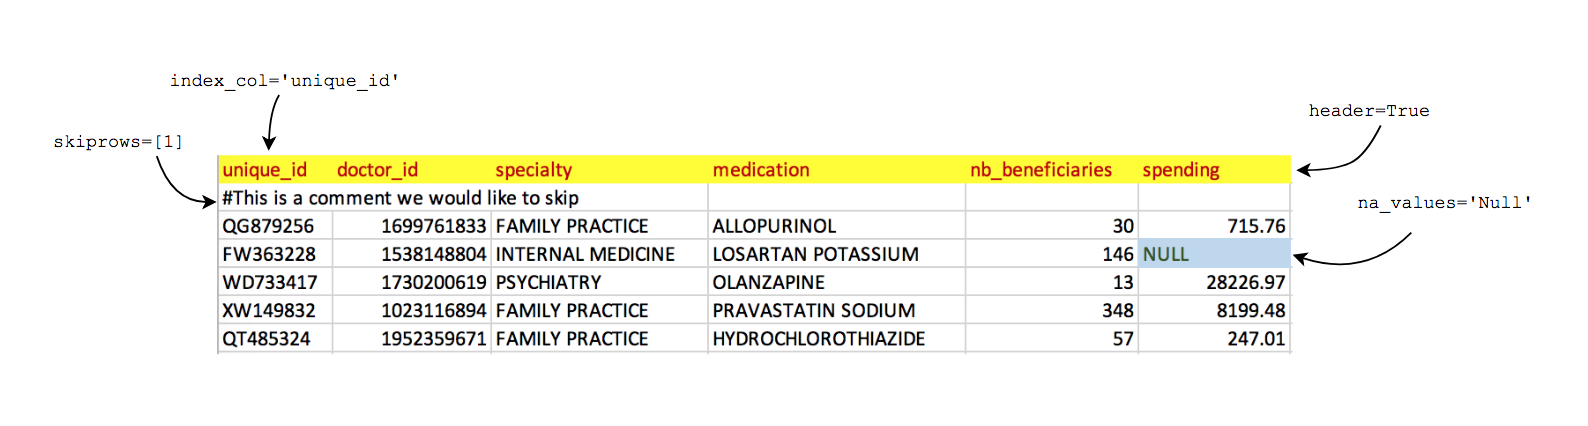 index_col='unique_id'
header=True
skiprows=[1]
unique_id doctor_id specialty medication nb_beneficiaries spending
#This is a comment we would like to skip
na_values='Null'
QG879256 1699761833 FAMILY PRACTICE ALLOPURINOL 30 715.76
FW363228 1538148804 INTERNAL MEDICINE LOSARTAN POTASSIUM 146 NULL
WD733417 1730200619 PSYCHIATRY OLANZAPINE 13 28226.97
XW149832 1023116894 FAMILY PRACTICE PRAVASTATIN SODIUM 348 8199.48
QT485324 1952359671 FAMILY PRACTICE HYDROCHLOROTHIAZIDE 57 247.01